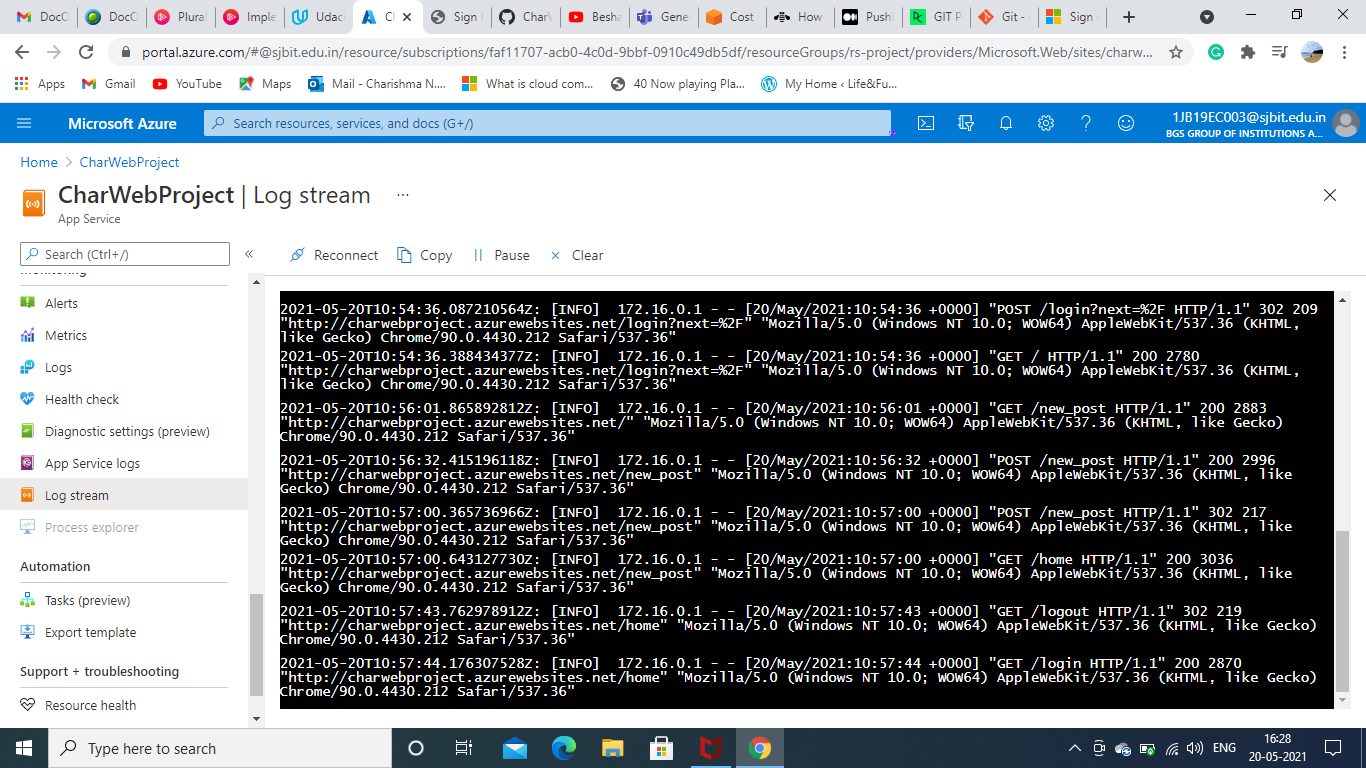 DocC
DocC
Plural
Imple
Udac
Sign I
CharV
Besha
Gene
Cost
How
Pushi
GIT P
Git -
Sign
portal.azure.com/#@sjbit.edu.in/resource/subscriptions/faf11707-acb0-4c0d-9bbf-0910c49db5df/resourceGroups/rs-project/providers/Microsoft.Web/sites/charw...
Apps
Gmail
YouTube
Maps
Mail - Charishma N....
What is cloud com...
40 Now playing Pla...
My Home ‹ Life&Fu...
Microsoft Azure
Search resources, services, and docs (G+/)
1JB19EC003@sjbit.edu.in
BGS GROUP OF INSTITUTIONS A...
Home > CharWebProject
CharWebProject | Log stream ...
App Service
Search (Ctrl+/)
«
Reconnect
Copy
Pause
Clear
Monitoring
Alerts
Metrics
Logs
Health check
Diagnostic settings (preview)
App Service logs
Log stream
Process explorer
Automation
Tasks (preview)
Export template
Support + troubleshooting
Resource health
2021-05-20T10:54:36.087210564Z: [INFO]  172.16.0.1 - - [20/May/2021:10:54:36 +0000] "POST /login?next=%2F HTTP/1.1" 302 209
"http://charwebproject.azurewebsites.net/login?next=%2F" "Mozilla/5.0 (Windows NT 10.0; WOW64) AppleWebKit/537.36 (KHTML,
like Gecko) Chrome/90.0.4430.212 Safari/537.36"
2021-05-20T10:54:36.388434377Z: [INFO]  172.16.0.1 - - [20/May/2021:10:54:36 +0000] "GET / HTTP/1.1" 200 2780
"http://charwebproject.azurewebsites.net/login?next=%2F" "Mozilla/5.0 (Windows NT 10.0; WOW64) AppleWebKit/537.36 (KHTML,
like Gecko) Chrome/90.0.4430.212 Safari/537.36"
2021-05-20T10:56:01.865892812Z: [INFO]  172.16.0.1 - - [20/May/2021:10:56:01 +0000] "GET /new_post HTTP/1.1" 200 2883
"http://charwebproject.azurewebsites.net/" "Mozilla/5.0 (Windows NT 10.0; WOW64) AppleWebKit/537.36 (KHTML, like Gecko)
Chrome/90.0.4430.212 Safari/537.36"
2021-05-20T10:56:32.415196118Z: [INFO]  172.16.0.1 - - [20/May/2021:10:56:32 +0000] "POST /new_post HTTP/1.1" 200 2996
"http://charwebproject.azurewebsites.net/new_post" "Mozilla/5.0 (Windows NT 10.0; WOW64) AppleWebKit/537.36 (KHTML, like
Gecko) Chrome/90.0.4430.212 Safari/537.36"
2021-05-20T10:57:00.365736966Z: [INFO]  172.16.0.1 - - [20/May/2021:10:57:00 +0000] "POST /new_post HTTP/1.1" 302 217
"http://charwebproject.azurewebsites.net/new_post" "Mozilla/5.0 (Windows NT 10.0; WOW64) AppleWebKit/537.36 (KHTML, like
Gecko) Chrome/90.0.4430.212 Safari/537.36"
2021-05-20T10:57:00.643127730Z: [INFO]  172.16.0.1 - - [20/May/2021:10:57:00 +0000] "GET /home HTTP/1.1" 200 3036
"http://charwebproject.azurewebsites.net/new_post" "Mozilla/5.0 (Windows NT 10.0; WOW64) AppleWebKit/537.36 (KHTML, like
Gecko) Chrome/90.0.4430.212 Safari/537.36"
2021-05-20T10:57:43.762978912Z: [INFO]  172.16.0.1 - - [20/May/2021:10:57:43 +0000] "GET /logout HTTP/1.1" 302 219
"http://charwebproject.azurewebsites.net/home" "Mozilla/5.0 (Windows NT 10.0; WOW64) AppleWebKit/537.36 (KHTML, like Gecko)
Chrome/90.0.4430.212 Safari/537.36"
2021-05-20T10:57:44.176307528Z: [INFO]  172.16.0.1 - - [20/May/2021:10:57:44 +0000] "GET /login HTTP/1.1" 200 2870
"http://charwebproject.azurewebsites.net/home" "Mozilla/5.0 (Windows NT 10.0; WOW64) AppleWebKit/537.36 (KHTML, like Gecko)
Chrome/90.0.4430.212 Safari/537.36"
Type here to search
ENG
16:28
20-05-2021